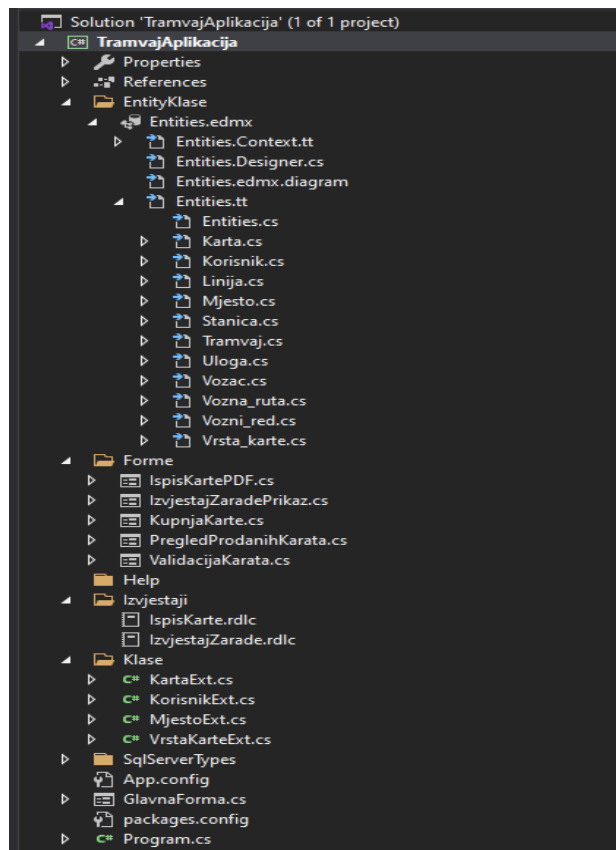 Solution 'TramvajAplikacija' (1 of 1 project)
C# TramvajAplikacija
Properties
References
EntityKlase
Entities.edmx
Entities.Context.tt
Entities.Designer.cs
Entities.edmx.diagram
Entities.tt
Entities.cs
Karta.cs
Korisnik.cs
Linija.cs
Mjesto.cs
Stanica.cs
Tramvaj.cs
Uloga.cs
Vozac.cs
Vozna_ruta.cs
Vozni_red.cs
Vrsta_karte.cs
Forme
IspisKartePDF.cs
IzvjestajZaradePrikaz.cs
KupnjaKarte.cs
PregledProdanihKarata.cs
ValidacijaKarata.cs
Help
Izvjestaji
IspisKarte.rdlc
IzvjestajZarade.rdlc
Klase
C# KartaExt.cs
C# KorisnikExt.cs
C# MjestoExt.cs
C# VrstaKarteExt.cs
SqlServerTypes
App.config
GlavnaForma.cs
packages.config
C# Program.cs